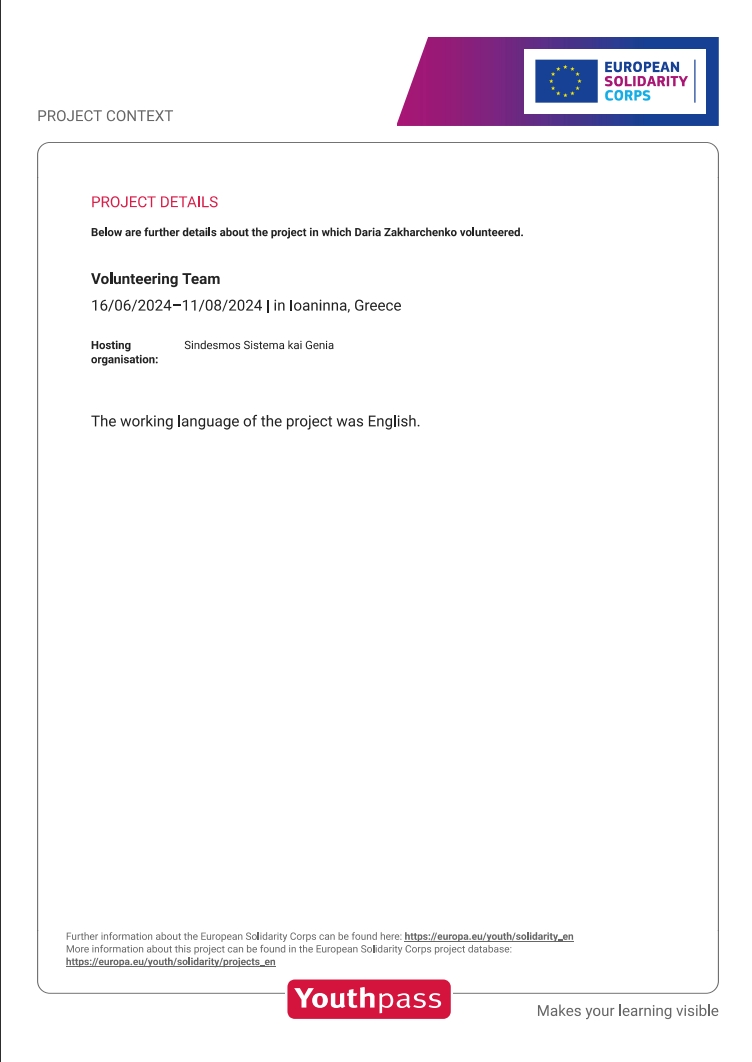 EUROPEAN
SOLIDARITY
CORPS
PROJECT CONTEXT
PROJECT DETAILS
Below are further details about the project in which Daria Zakharchenko volunteered.
Volunteering Team
16/06/2024–11/08/2024 | in Ioaninna, Greece
Hosting organisation: Sindesmos Sistema kai Genia
The working language of the project was English.
Further information about the European Solidarity Corps can be found here: https://europa.eu/youth/solidarity_en
More information about this project can be found in the European Solidarity Corps project database:
https://europa.eu/youth/solidarity/projects_en
Youthpass
Makes your learning visible